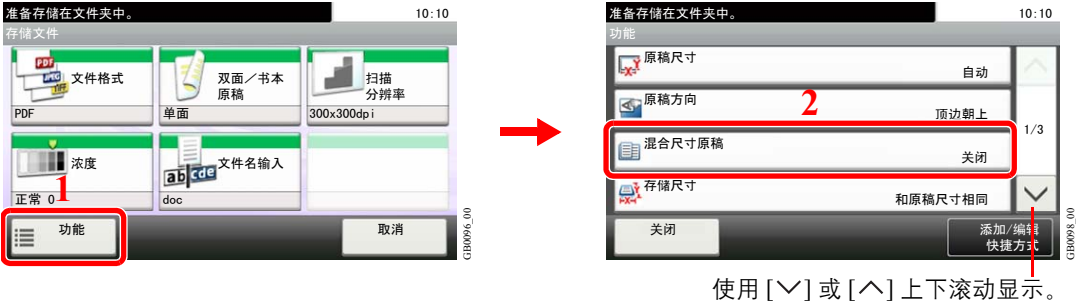 准备存储在文件夹中。 10:10
存储文件
PDF
JPEG
TIFF
文件格式
PDF
双面／书本
原稿
单面
扫描
分辨率
300x300dpi
浓度
正常 0
1
abcde
文件名输入
doc
功能
取消
GB0096_00
准备存储在文件夹中。 10:10
功能
原稿尺寸
自动
原稿方向
顶边朝上
2
混合尺寸原稿
关闭
1/3
存储尺寸
和原稿尺寸相同
关闭
添加/编辑
快捷方式
GB0098_00
使用 [∨] 或 [∧] 上下滚动显示。